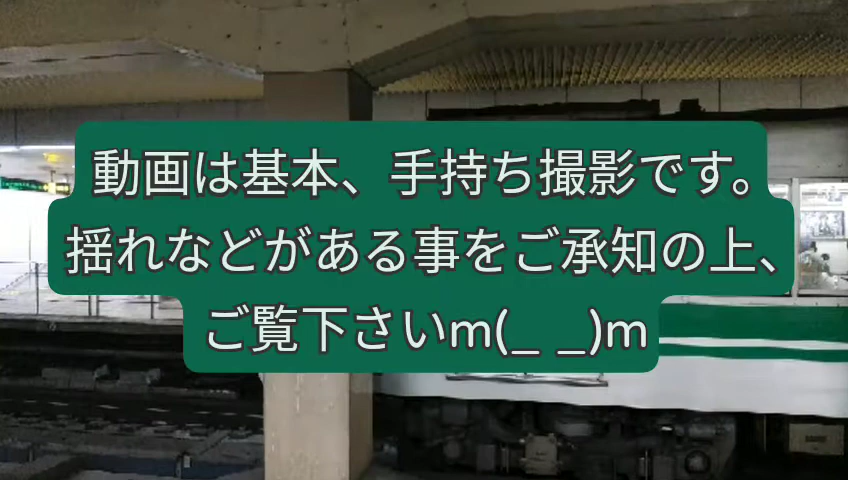 動画は基本、手持ち撮影です。
揺れなどがある事をご承知の上、
ご覧下さいm(_ _)m